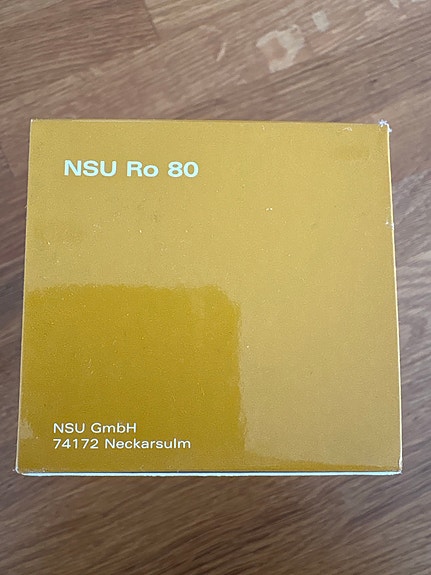 NSU Ro 80
NSU GmbH
74172 Neckarsulm